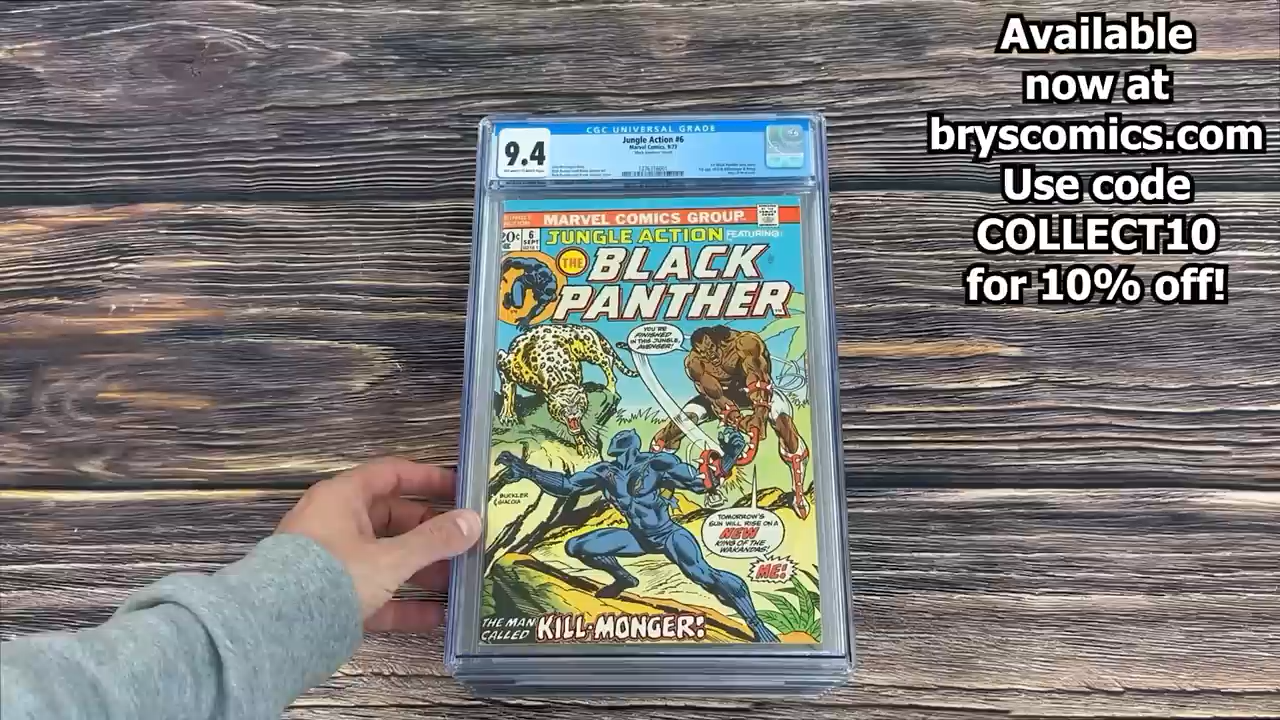 Available
now at
bryscomics.com
Use code
COLLECT10
for 10% off!
CGC UNIVERSAL GRADE
9.4
Jungle Action #6
Marvel Comics, 9/73
MARVEL COMICS GROUP
20¢ 6
SEPT
JUNGLE ACTION FEATURING:
THE BLACK
PANTHER
YOU'RE
FINISHED
IN THIS JUNGLE,
AVENGER!
BUCKLER
& GIACOIA
TOMORROW'S
SUN WILL RISE ON A
NEW
KING OF THE
WAKANDAS!
ME!
THE MAN
CALLED KILL-MONGER!